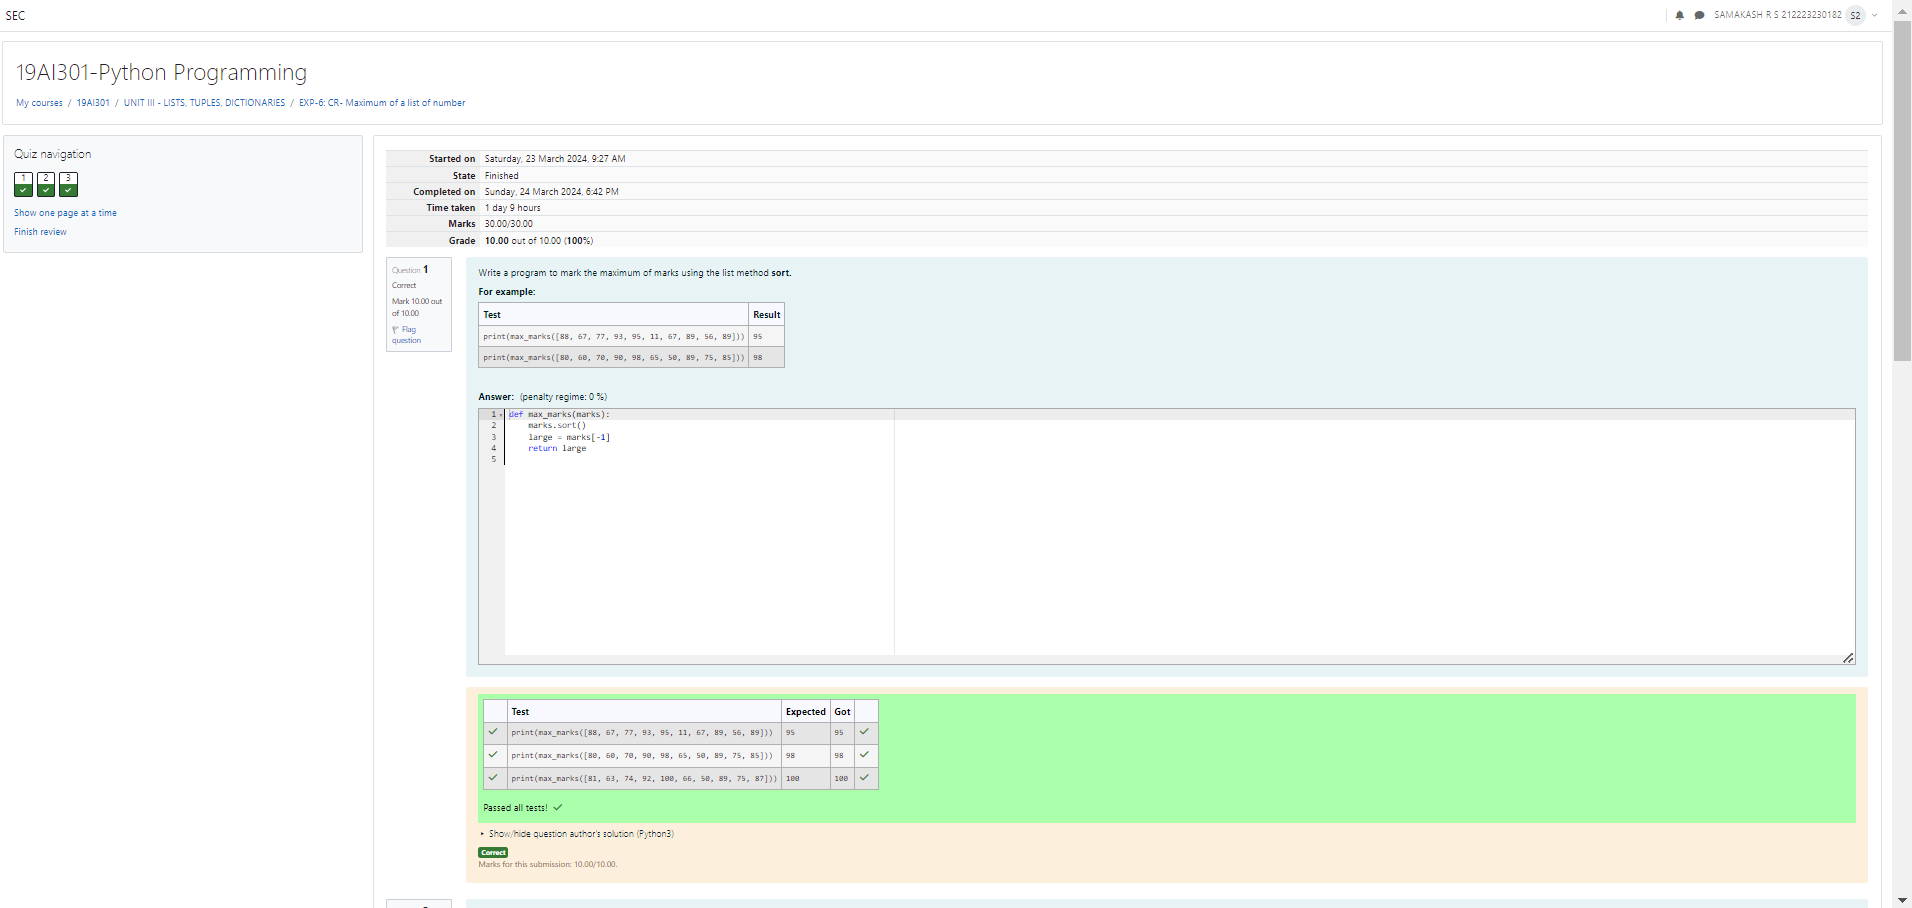 SEC
SAMAKASH R S 212223230182 S2
19AI301-Python Programming
My courses / 19AI301 / UNIT III - LISTS, TUPLES, DICTIONARIES / EXP-6: CR- Maximum of a list of number
Quiz navigation
1 2 3
Show one page at a time
Finish review
Started on Saturday, 23 March 2024, 9:27 AM
State Finished
Completed on Sunday, 24 March 2024, 6:42 PM
Time taken 1 day 9 hours
Marks 30.00/30.00
Grade 10.00 out of 10.00 (100%)
Question 1
Correct
Mark 10.00 out
of 10.00
Flag
question
Write a program to mark the maximum of marks using the list method sort.
For example:
Test Result
print(max_marks([88, 67, 77, 93, 95, 11, 67, 89, 56, 89])) 95
print(max_marks([80, 60, 70, 90, 98, 65, 50, 89, 75, 85])) 98
Answer: (penalty regime: 0 %)
1 def max_marks(marks):
2 marks.sort()
3 large = marks[-1]
4 return large
5
Test Expected Got
print(max_marks([88, 67, 77, 93, 95, 11, 67, 89, 56, 89])) 95 95
print(max_marks([80, 60, 70, 90, 98, 65, 50, 89, 75, 85])) 98 98
print(max_marks([81, 63, 74, 92, 100, 66, 50, 89, 75, 87])) 100 100
Passed all tests!
Show/hide question author's solution (Python3)
Correct
Marks for this submission: 10.00/10.00.